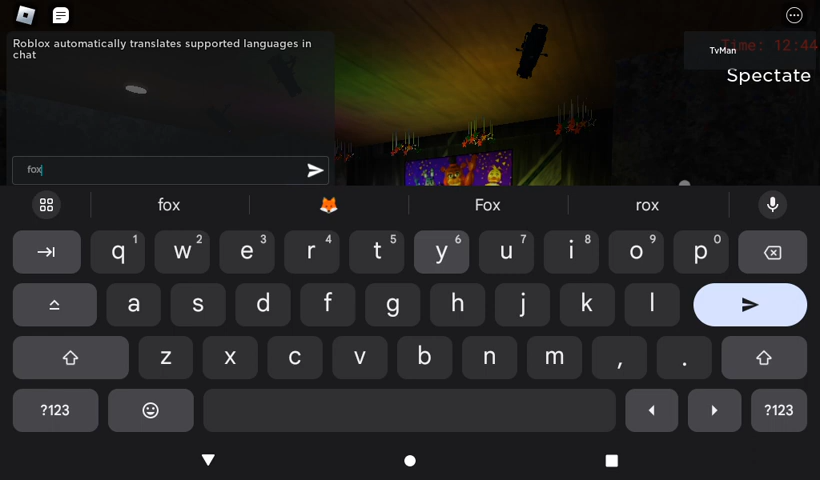 Roblox automatically translates supported languages in
chat
Time: 12:44
TvMan
Spectate
fox
fox 🦊 Fox rox
q 1 w 2 e 3 r 4 t 5 y 6 u 7 i 8 o 9 p 0
a s d f g h j k l
z x c v b n m , .
?123 ?123